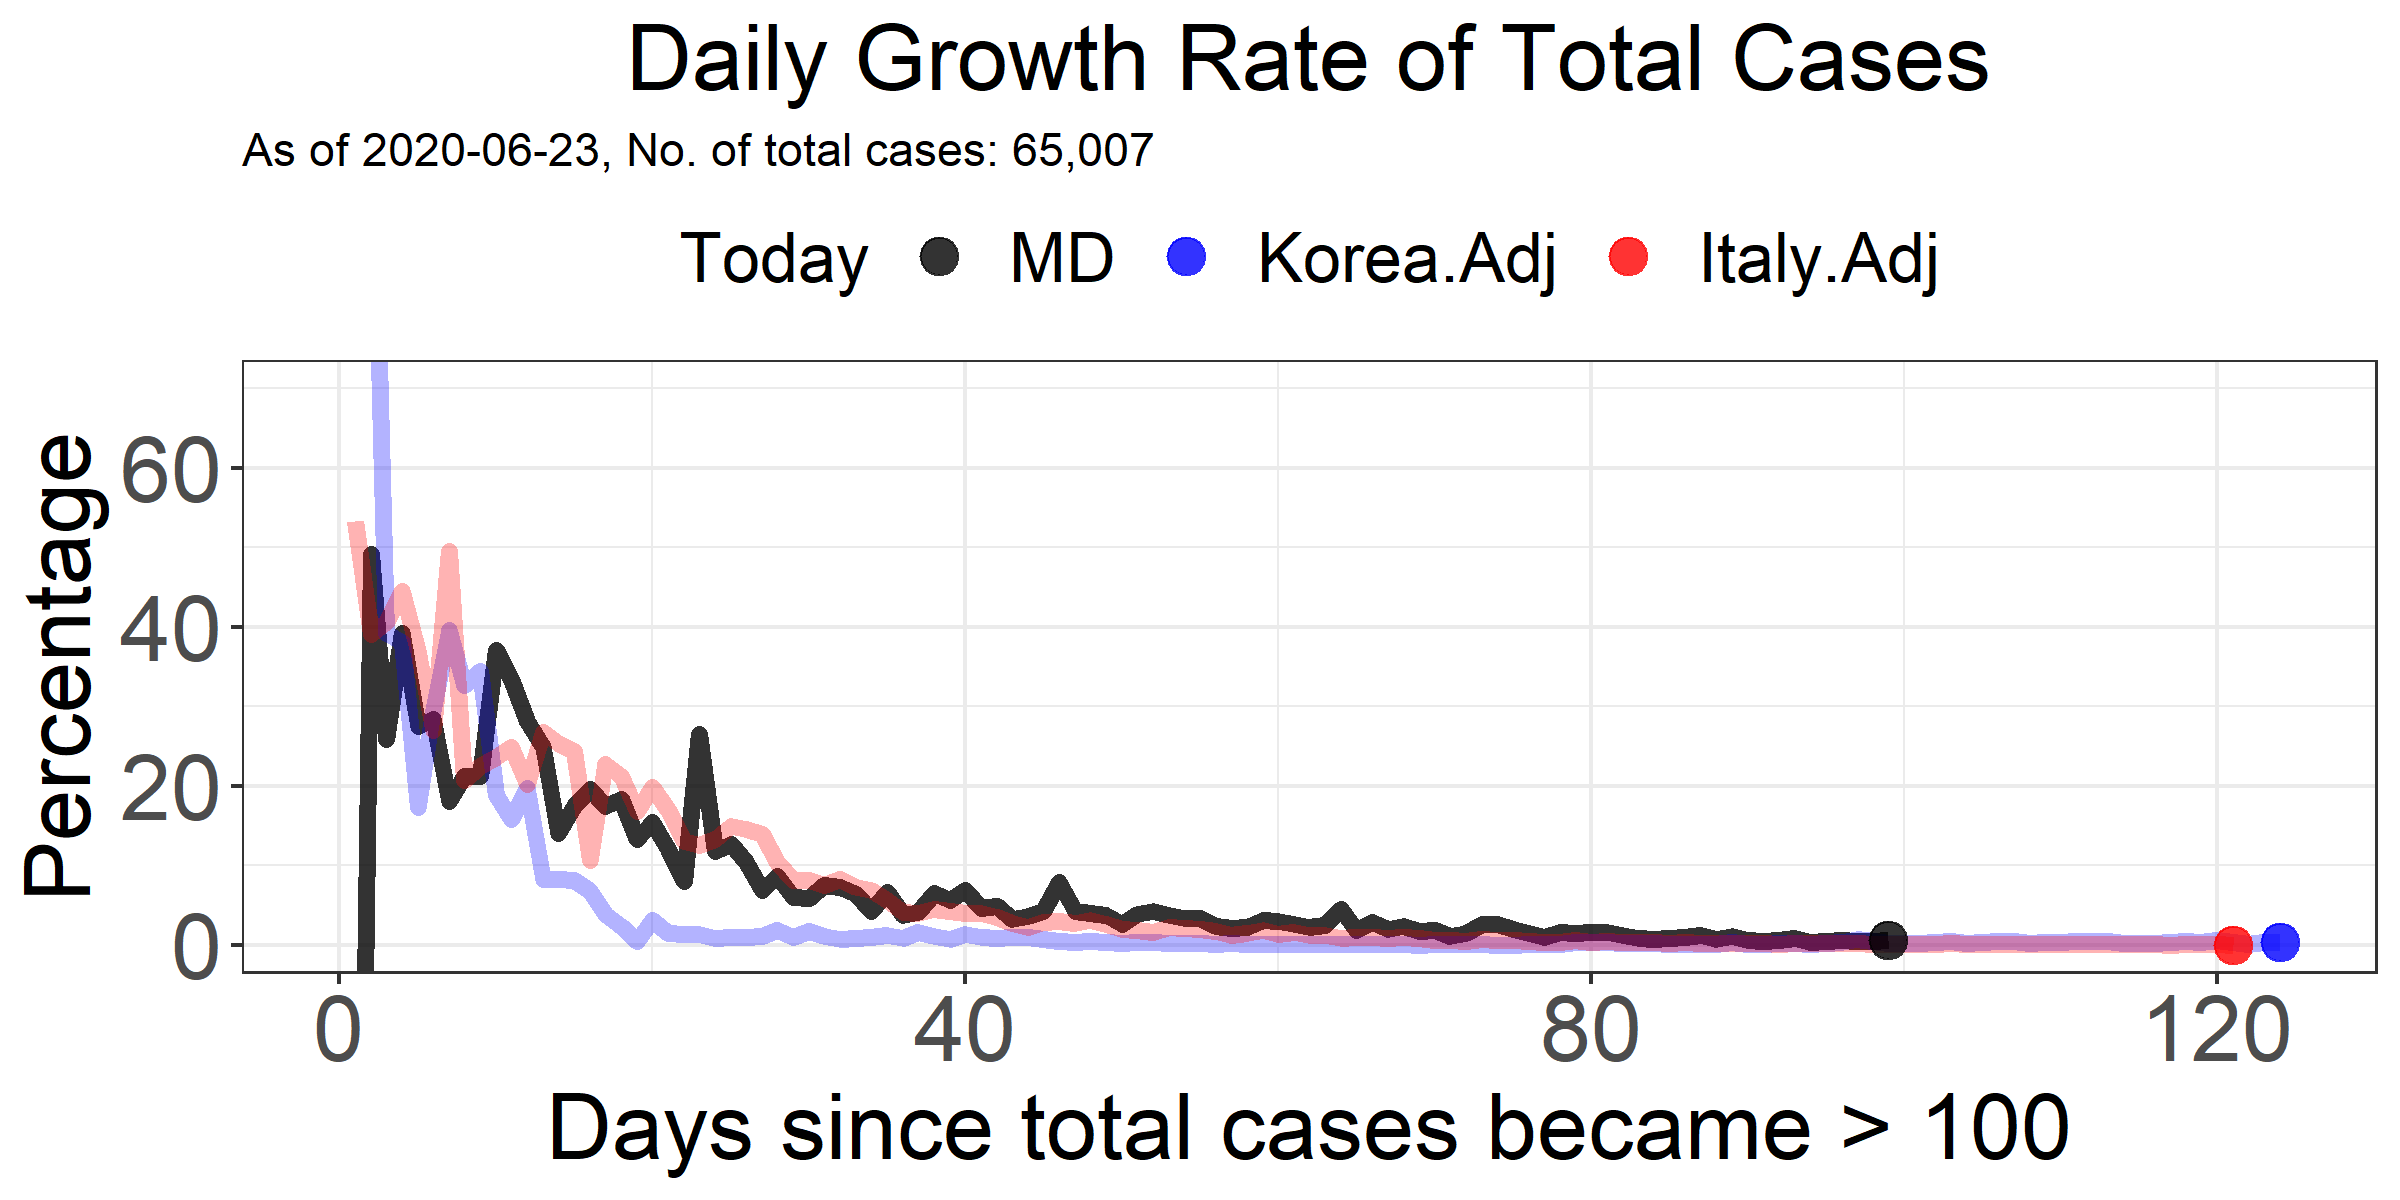 Daily Growth Rate of Total Cases
As of 2020-06-23, No. of total cases: 65,007
Today MD Korea.Adj Italy.Adj
Percentage
60
40
20
0
0 40 80 120
Days since total cases became > 100